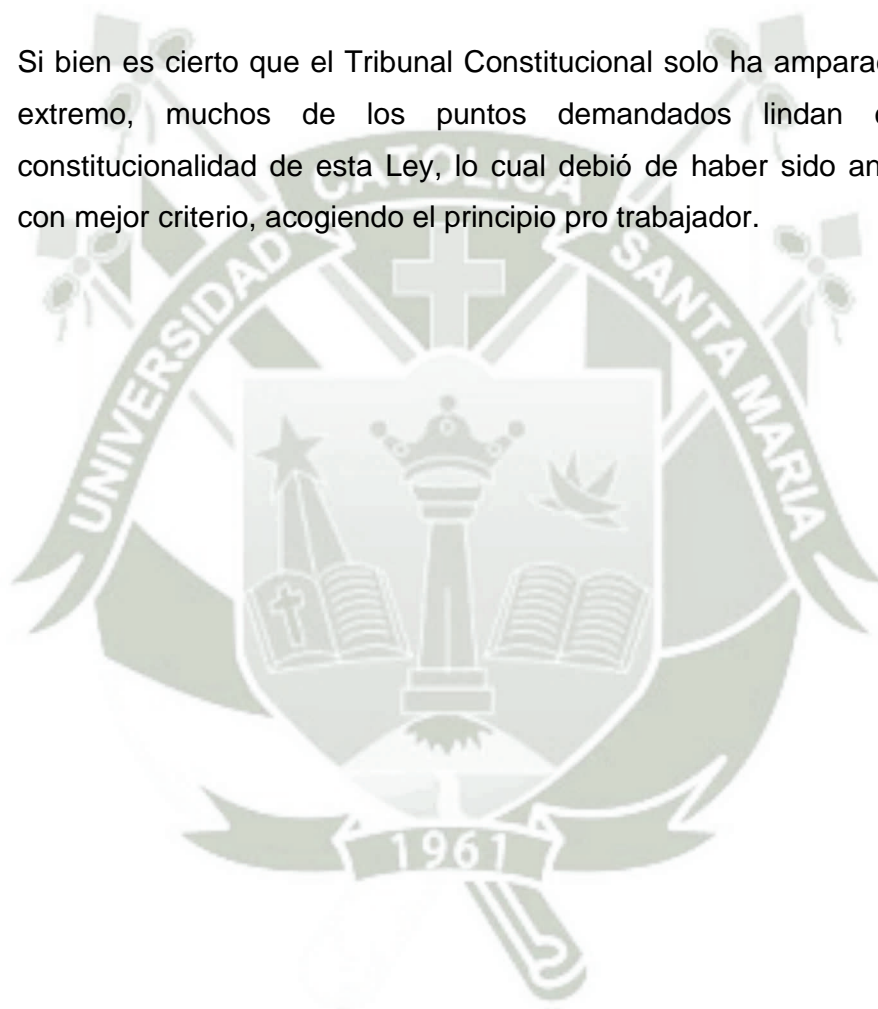 Si bien es cierto que el Tribunal Constitucional solo ha
extremo, muchos de los puntos demandados lindan
constitucionalidad de esta Ley, lo cual debió de haber sido
con mejor criterio, acogiendo el principio pro trabajador.
UNIVERSIDAD CATOLICA SANTA MARIA
1961